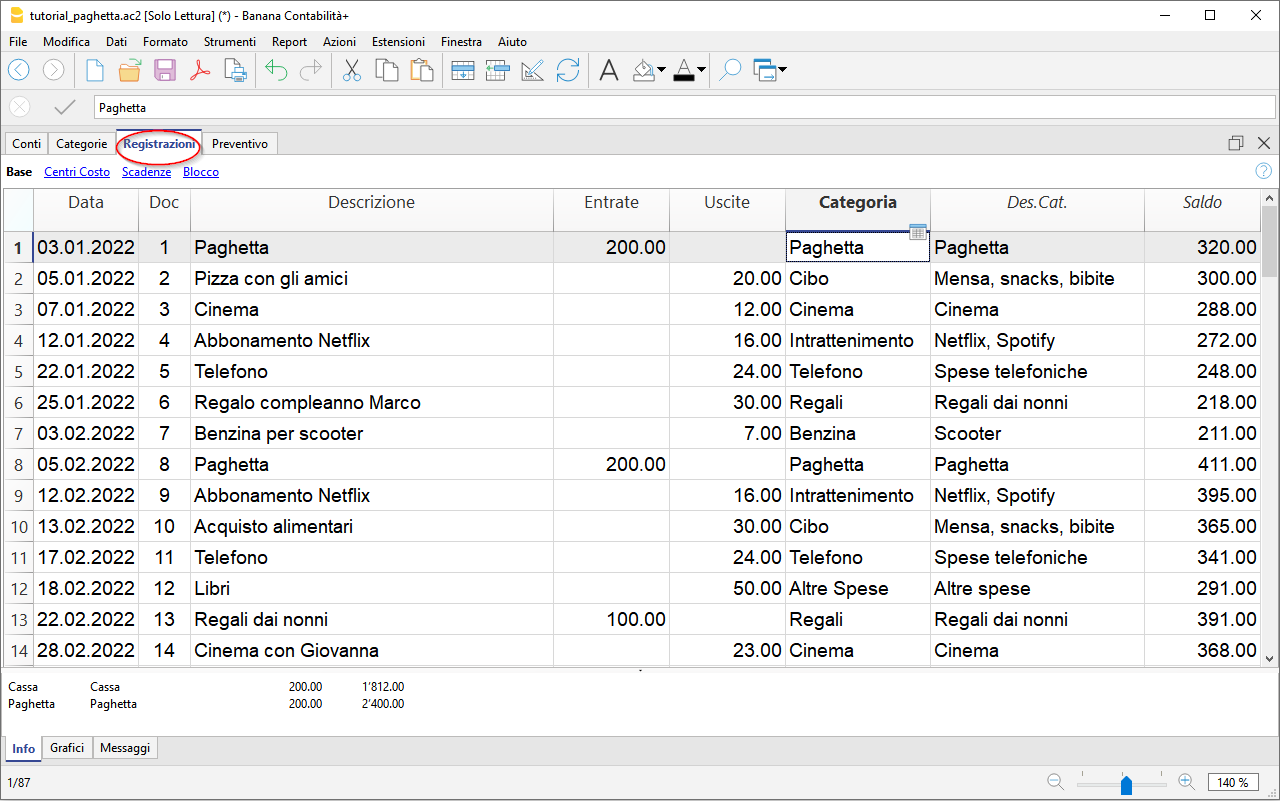 tutorial_paghetta.ac2 [Solo Lettura] (*) - Banana Contabilità+
File Modifica Dati Formato Strumenti Report Azioni Estensioni Finestra Aiuto
Paghetta
Conti Categorie Registrazioni Preventivo
Base Centri Costo Scadenze Blocco
Data Doc Descrizione Entrate Uscite Categoria Des.Cat. Saldo
1 03.01.2022 1 Paghetta 200.00 Paghetta Paghetta 320.00
2 05.01.2022 2 Pizza con gli amici 20.00 Cibo Mensa, snacks, bibite 300.00
3 07.01.2022 3 Cinema 12.00 Cinema Cinema 288.00
4 12.01.2022 4 Abbonamento Netflix 16.00 Intrattenimento Netflix, Spotify 272.00
5 22.01.2022 5 Telefono 24.00 Telefono Spese telefoniche 248.00
6 25.01.2022 6 Regalo compleanno Marco 30.00 Regali Regali dai nonni 218.00
7 03.02.2022 7 Benzina per scooter 7.00 Benzina Scooter 211.00
8 05.02.2022 8 Paghetta 200.00 Paghetta Paghetta 411.00
9 12.02.2022 9 Abbonamento Netflix 16.00 Intrattenimento Netflix, Spotify 395.00
10 13.02.2022 10 Acquisto alimentari 30.00 Cibo Mensa, snacks, bibite 365.00
11 17.02.2022 11 Telefono 24.00 Telefono Spese telefoniche 341.00
12 18.02.2022 12 Libri 50.00 Altre Spese Altre spese 291.00
13 22.02.2022 13 Regali dai nonni 100.00 Regali Regali dai nonni 391.00
14 28.02.2022 14 Cinema con Giovanna 23.00 Cinema Cinema 368.00
Cassa Cassa 200.00 1'812.00
Paghetta Paghetta 200.00 2'400.00
Info Grafici Messaggi
1/87 140 %